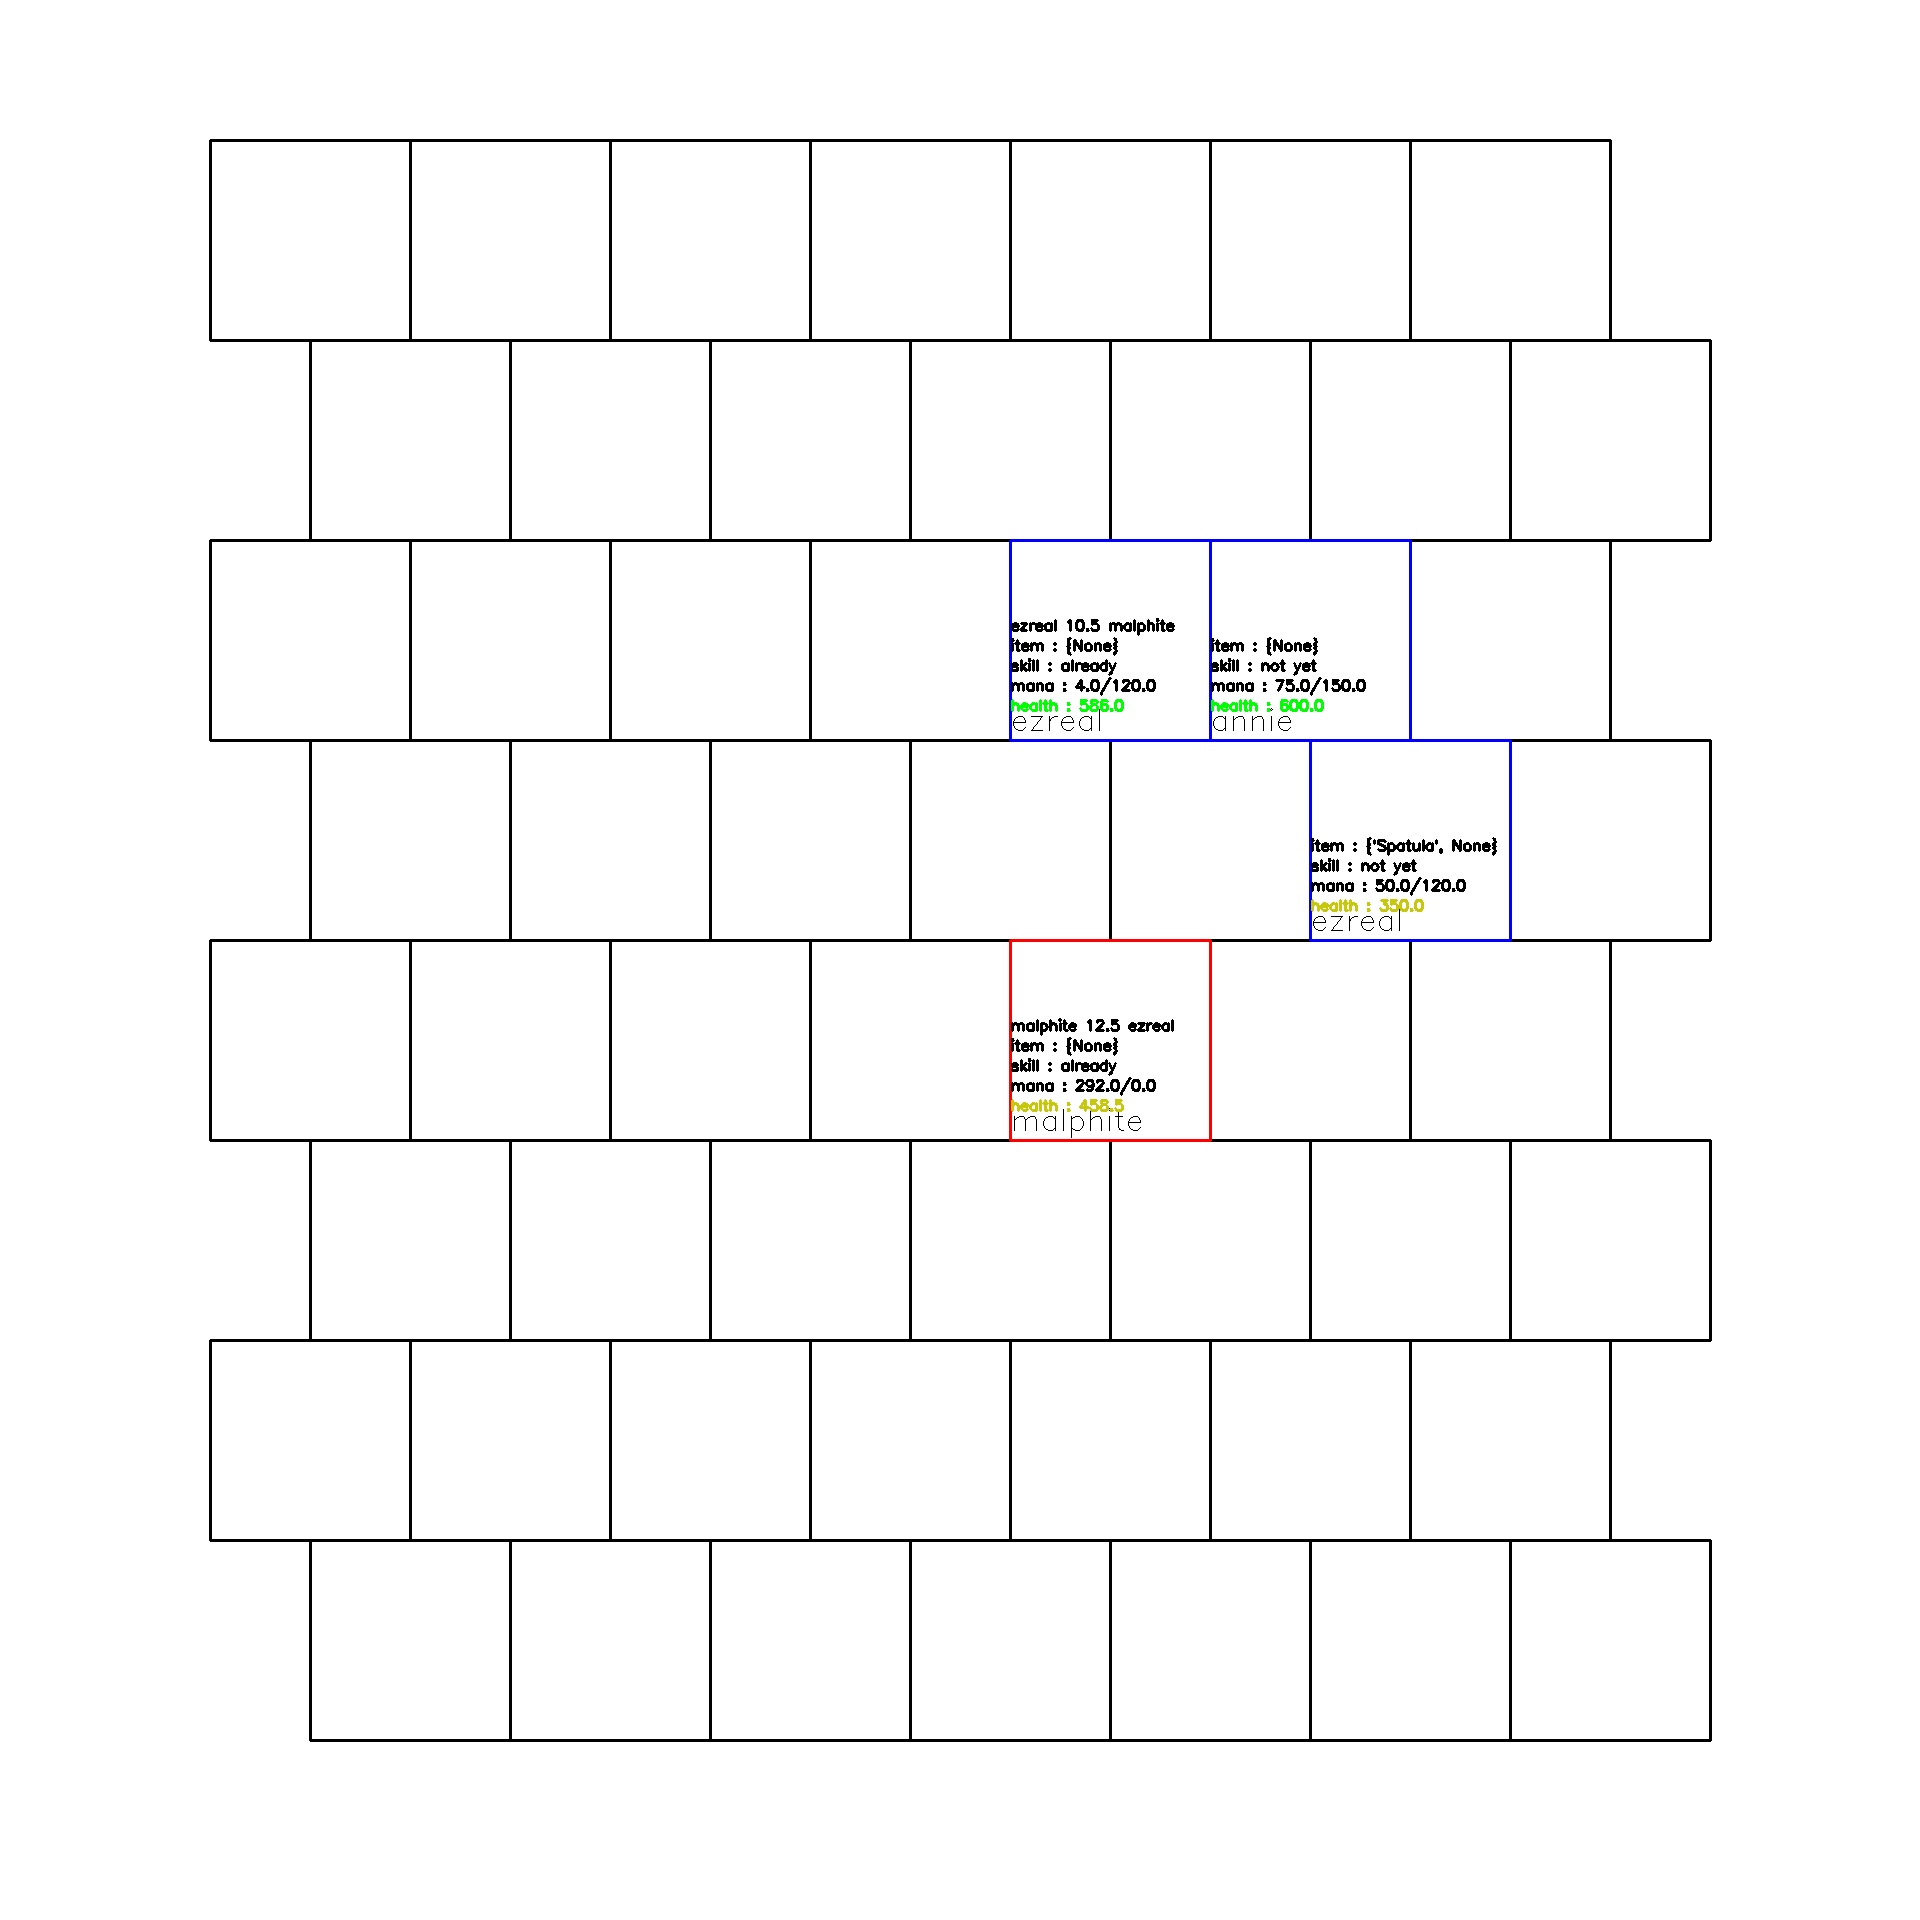 ezreal 10.5 malphite
item : {None}
skill : already
mana : 4.0/120.0
health : 586.0
ezreal
item : {None}
skill : not yet
mana : 75.0/150.0
health : 600.0
annie
item : {'Spatula', None}
skill : not yet
mana : 50.0/120.0
health : 350.0
ezreal
malphite 12.5 ezreal
item : {None}
skill : already
mana : 292.0/0.0
health : 458.5
malphite